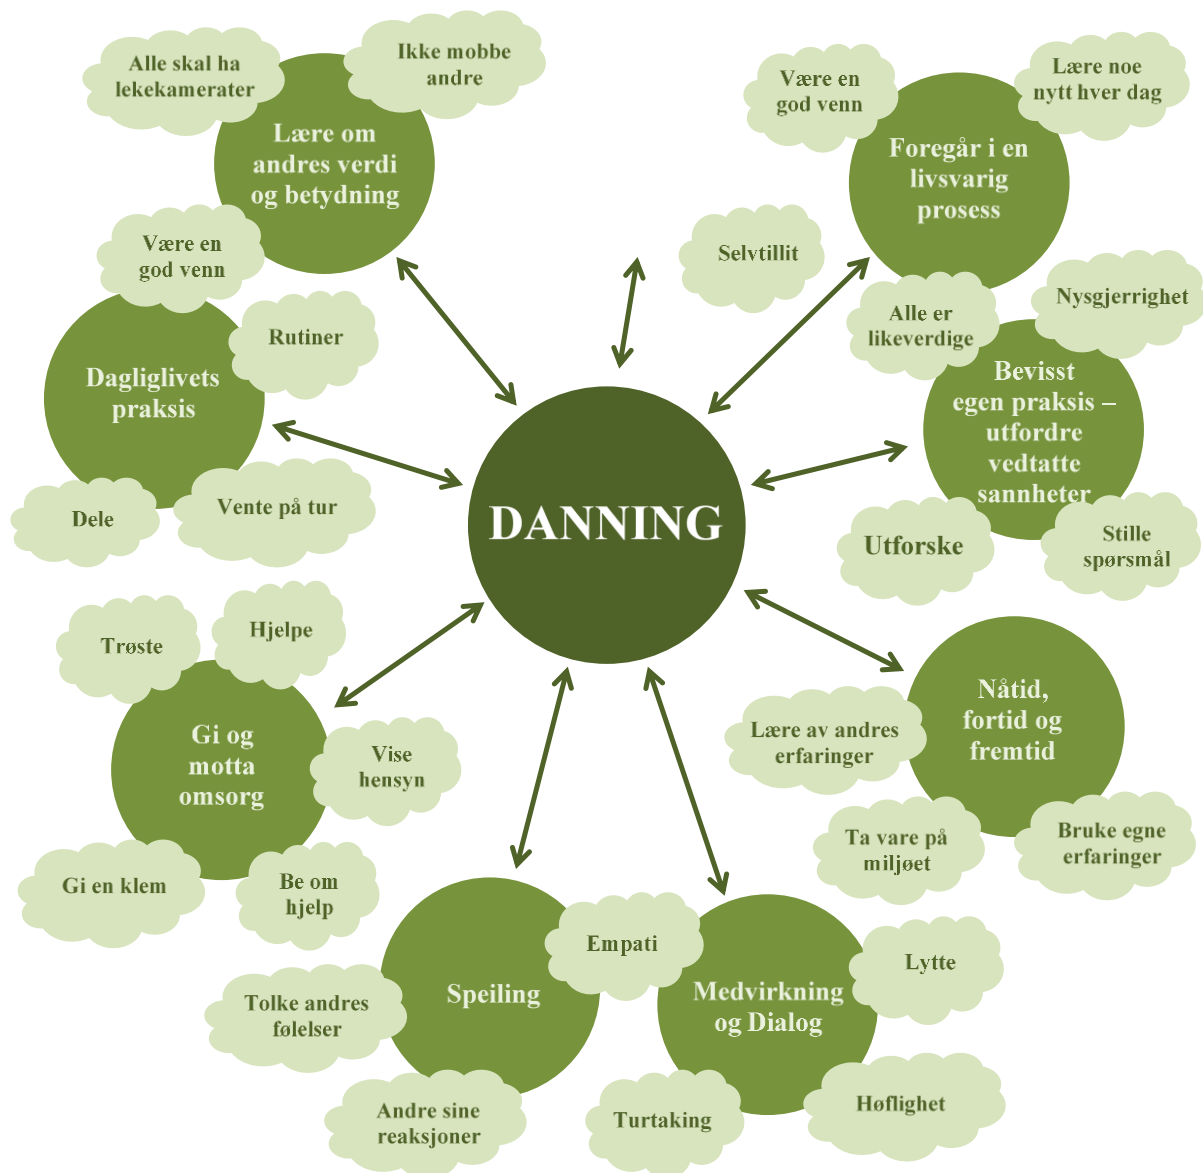 Alle skal ha
lekekamerater
Ikke mobbe
andre
Lære om
andres verdi
og betydning
Være en
god venn
Lære noe
nytt hver dag
Foregår i en
livsvarig
prosess
Selvtillit
Være en
god venn
Rutiner
Dagliglivets
praksis
Dele
Vente på tur
Alle er
likeverdige
Nysgjerrighet
Bevisst
egen praksis –
utfordre
vedtatte
sannheter
Utforske
Stille
spørsmål
DANNING
Trøste
Hjelpe
Gi og
motta
omsorg
Vise
hensyn
Gi en klem
Be om
hjelp
Nåtid,
fortid og
fremtid
Lære av andres
erfaringer
Ta vare på
miljøet
Bruke egne
erfaringer
Speiling
Empati
Tolke andres
følelser
Andre sine
reaksjoner
Medvirkning
og Dialog
Lytte
Turtaking
Høflighet